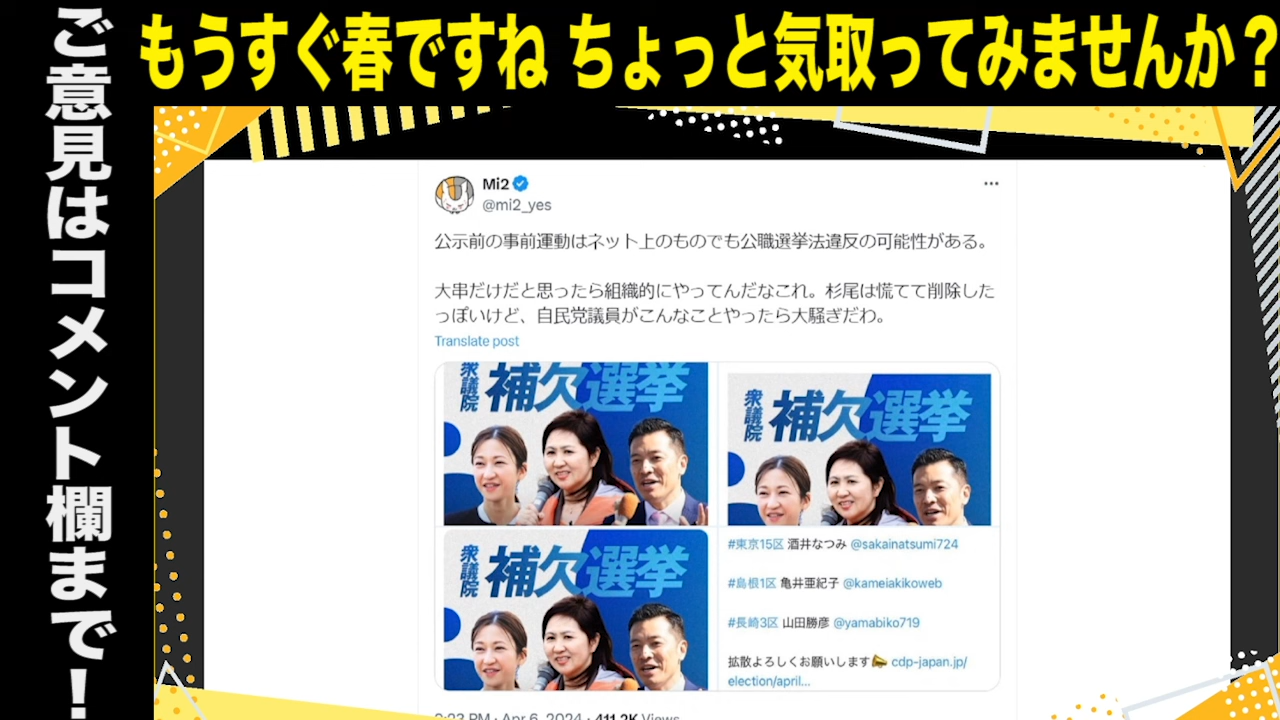 もうすぐ春ですね ちょっと気取ってみませんか？
ご意見はコメント欄まで！
Mi2
@mi2_yes
公示前の事前運動はネット上のものでも公職選挙法違反の可能性がある。
大串だけだと思ったら組織的にやってんだなこれ。杉尾は慌てて削除した
っぽいけど、自民党議員がこんなことやったら大騒ぎだわ。
Translate post
衆議院 補欠選挙
衆議院 補欠選挙
衆議院 補欠選挙
#東京15区 酒井なつみ @sakainatsumi724
#島根1区 亀井亜紀子 @kameiakikoweb
#長崎3区 山田勝彦 @yamabiko719
拡散よろしくお願いします📣 cdp-japan.jp/
election/april...
2:23 PM · Apr 6, 2024 · 411.2K Views